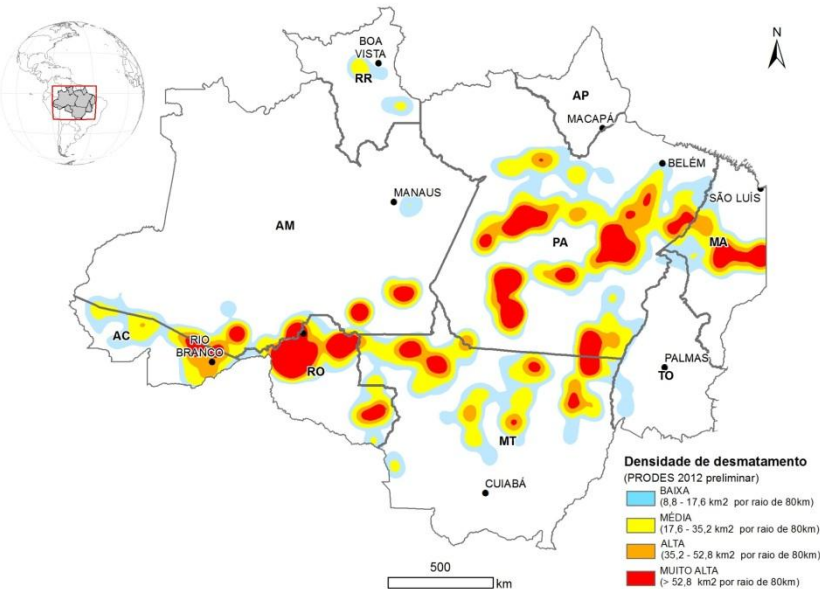 N
BOA
VISTA
RR
AP
MACAPÁ
BELÉM
MANAUS
SÃO LUÍS
AM
PA
MA
AC
RIO
BRANCO
RO
PALMAS
TO
MT
CUIABÁ
Densidade de desmatamento
(PRODES 2012 preliminar)
BAIXA
(8,8 - 17,6 km2 por raio de 80km)
MÉDIA
(17,6 - 35,2 km2 por raio de 80km)
ALTA
(35,2 - 52,8 km2 por raio de 80km)
MUITO ALTA
(> 52,8 km2 por raio de 80km)
500
km